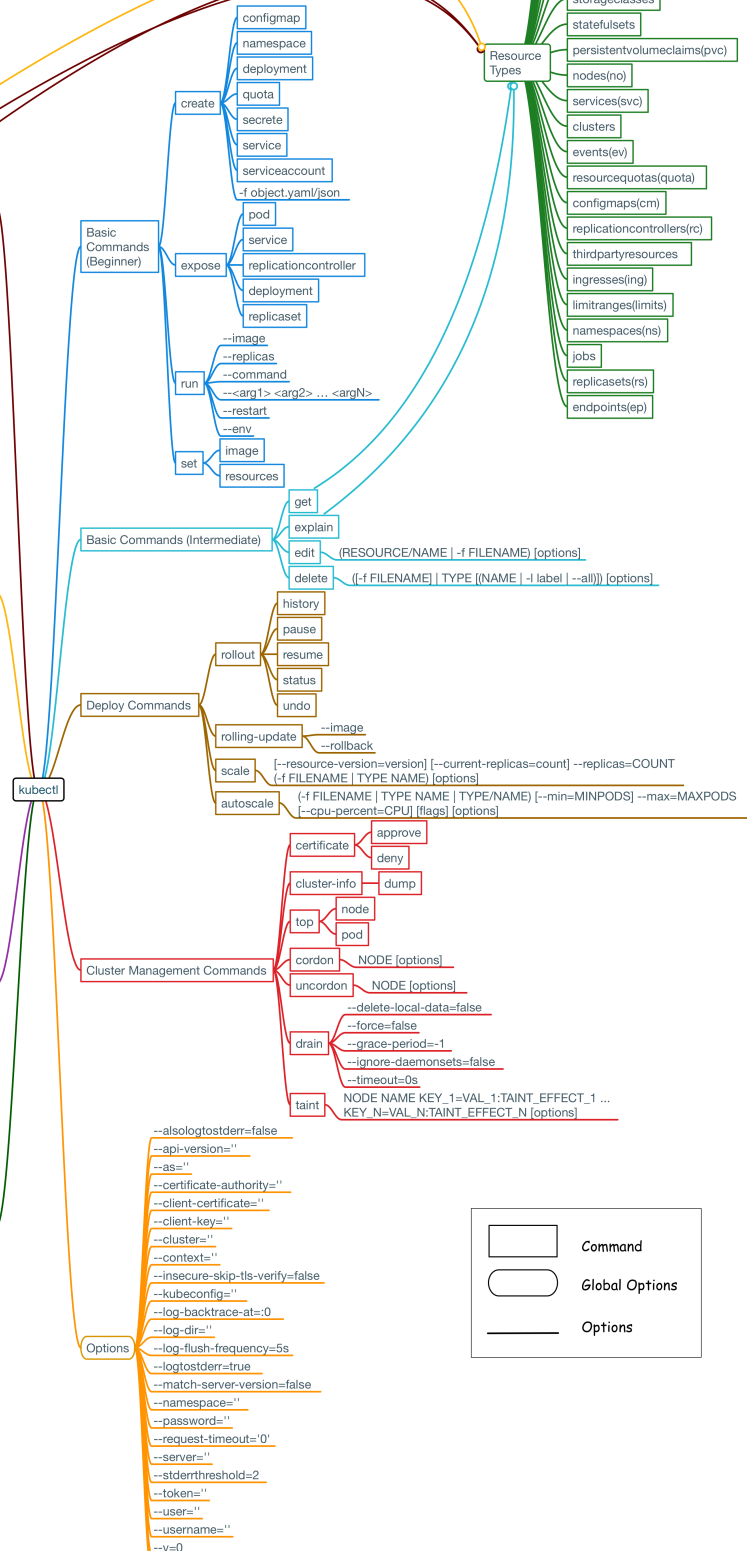 storageclasses
statefulsets
persistentvolumeclaims(pvc)
nodes(no)
services(svc)
clusters
events(ev)
resourcequotas(quota)
configmaps(cm)
replicationcontrollers(rc)
thirdpartyresources
ingresses(ing)
limitranges(limits)
namespaces(ns)
jobs
replicasets(rs)
endpoints(ep)
Resource
Types
kubectl
Basic
Commands
(Beginner)
create
configmap
namespace
deployment
quota
secrete
service
serviceaccount
-f object.yaml/json
expose
pod
service
replicationcontroller
deployment
replicaset
run
--image
--replicas
--command
--<arg1> <arg2> ... <argN>
--restart
--env
set
image
resources
Basic Commands (Intermediate)
get
explain
edit
(RESOURCE/NAME | -f FILENAME) [options]
delete
([-f FILENAME] | TYPE [(NAME | -l label | --all)]) [options]
Deploy Commands
rollout
history
pause
resume
status
undo
rolling-update
--image
--rollback
scale
[--resource-version=version] [--current-replicas=count] --replicas=COUNT
(-f FILENAME | TYPE NAME) [options]
autoscale
(-f FILENAME | TYPE NAME | TYPE/NAME) [--min=MINPODS] --max=MAXPODS
[--cpu-percent=CPU] [flags] [options]
Cluster Management Commands
certificate
approve
deny
cluster-info
dump
top
node
pod
cordon
NODE [options]
uncordon
NODE [options]
drain
--delete-local-data=false
--force=false
--grace-period=-1
--ignore-daemonsets=false
--timeout=0s
taint
NODE NAME KEY_1=VAL_1:TAINT_EFFECT_1 ...
KEY_N=VAL_N:TAINT_EFFECT_N [options]
Options
--alsologtostderr=false
--api-version=''
--as=''
--certificate-authority=''
--client-certificate=''
--client-key=''
--cluster=''
--context=''
--insecure-skip-tls-verify=false
--kubeconfig=''
--log-backtrace-at=:0
--log-dir=''
--log-flush-frequency=5s
--logtostderr=true
--match-server-version=false
--namespace=''
--password=''
--request-timeout='0'
--server=''
--stderrthreshold=2
--token=''
--user=''
--username=''
--v=0
Command
Global Options
Options